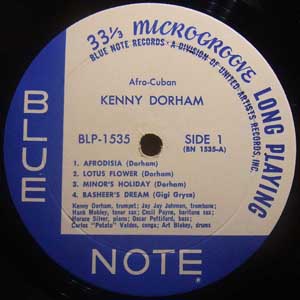 33⅓ MICROGROOVE LONG PLAYING
BLUE NOTE RECORDS • A DIVISION OF UNITED ARTISTS RECORDS, INC.
Afro-Cuban
KENNY DORHAM
BLP-1535
SIDE 1
(BN 1535-A)
1. AFRODISIA (Dorham)
2. LOTUS FLOWER (Dorham)
3. MINOR'S HOLIDAY (Dorham)
4. BASHEER'S DREAM (Gigi Gryce)
Kenny Dorham, trumpet; Jay Jay Johnson, trombone;
Hank Mobley, tenor sax; Cecil Payne, baritone sax;
Horace Silver, piano; Oscar Pettiford, bass;
Carlos "Potato" Valdes, conga; Art Blakey, drums
BLUE
NOTE